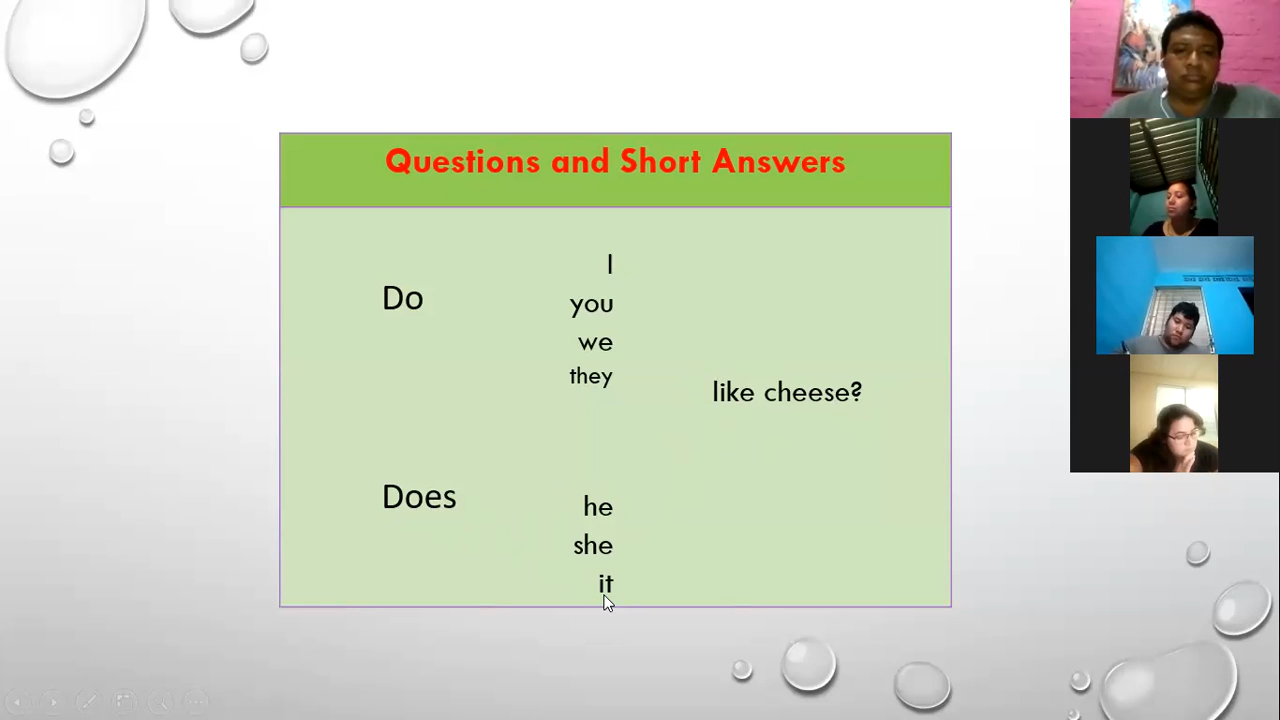 Questions and Short Answers
I
Do
you
we
they
like cheese?
Does
he
she
it